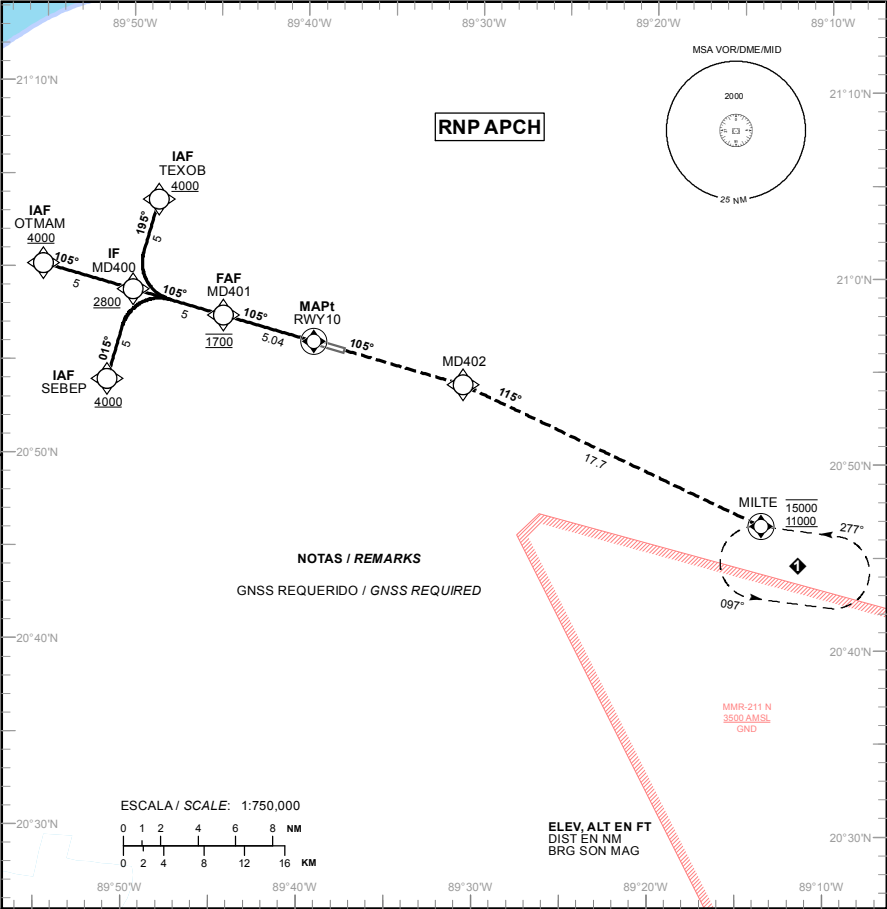 89°50'W
89°40'W
89°30'W
89°20'W
89°10'W
MSA VOR/DME/MID
2000
25 NM
21°10'N
21°10'N
RNP APCH
IAF
TEXOB
4000
IAF
OTMAM
4000
195°
5
105°
5
IF
MD400
2800
105°
5
FAF
MD401
1700
105°
5.04
MAPt
RWY10
105°
21°0'N
21°0'N
015°
5
IAF
SEBEP
4000
MD402
115°
17.7
20°50'N
20°50'N
MILTE
15000
11000
277°
1
097°
NOTAS / REMARKS
GNSS REQUERIDO / GNSS REQUIRED
20°40'N
20°40'N
MMR-211 N
3500 AMSL
GND
ESCALA / SCALE: 1:750,000
0 1 2 4 6 8 NM
0 2 4 8 12 16 KM
ELEV, ALT EN FT
DIST EN NM
BRG SON MAG
20°30'N
20°30'N
89°50'W
89°40'W
89°30'W
89°20'W
89°10'W